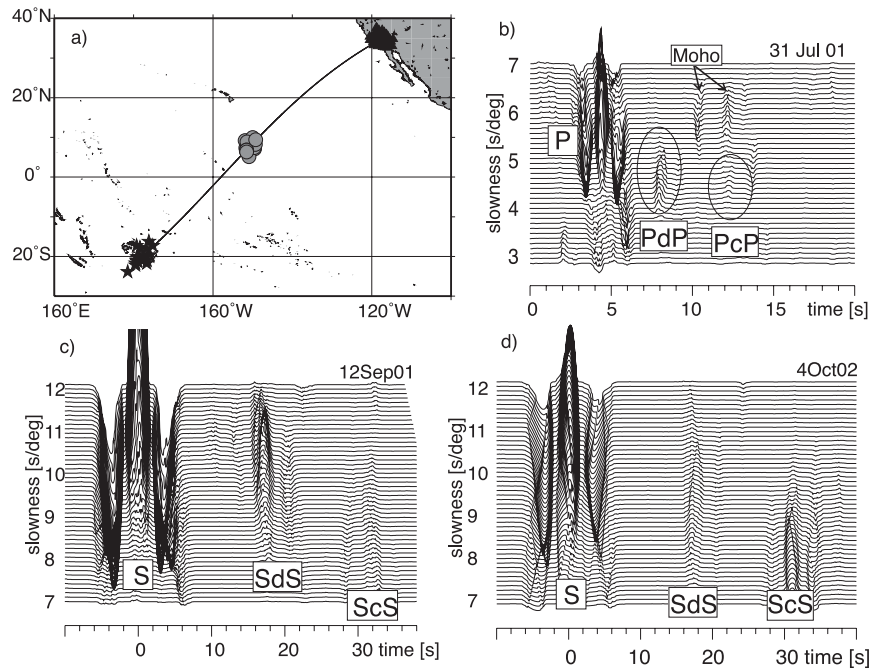 a)
40˚N
20˚N
0˚
20˚S
160˚E
160˚W
120˚W
b)
31 Jul 01
Moho
P
PdP
PcP
slowness [s/deg]
7
6
5
4
3
0
5
10
15
time [s]
c)
12Sep01
S
SdS
ScS
slowness [s/deg]
12
11
10
9
8
7
0
10
20
30 time [s]
d)
4Oct02
S
SdS
ScS
slowness [s/deg]
12
11
10
9
8
7
0
10
20
30 time [s]